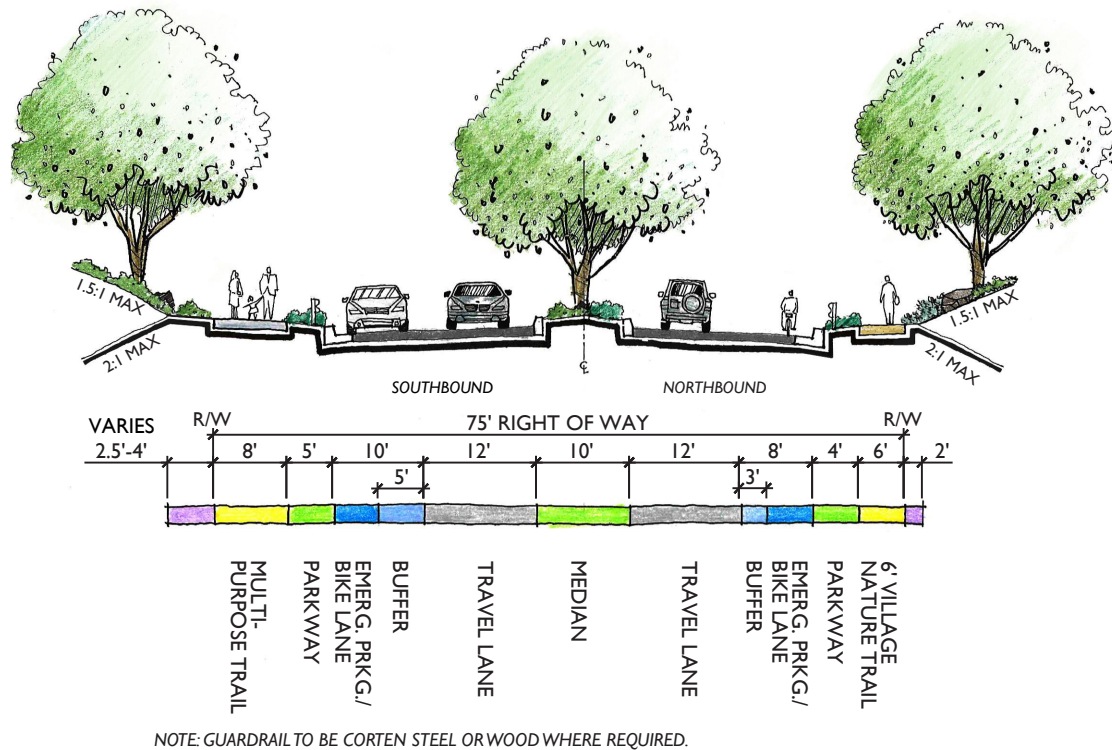 1.5:1 MAX
2:1 MAX
1.5:1 MAX
2:1 MAX
℄
SOUTHBOUND
NORTHBOUND
VARIES
R/W
75' RIGHT OF WAY
R/W
2.5'-4'
8'
5'
10'
12'
10'
12'
8'
4'
6'
2'
5'
3'
MULTI-
PURPOSE TRAIL
PARKWAY
EMERG. PRKG./
BIKE LANE
BUFFER
TRAVEL LANE
MEDIAN
TRAVEL LANE
EMERG. PRKG./
BIKE LANE
BUFFER
PARKWAY
6' VILLAGE
NATURE TRAIL
NOTE: GUARDRAIL TO BE CORTEN STEEL OR WOOD WHERE REQUIRED.